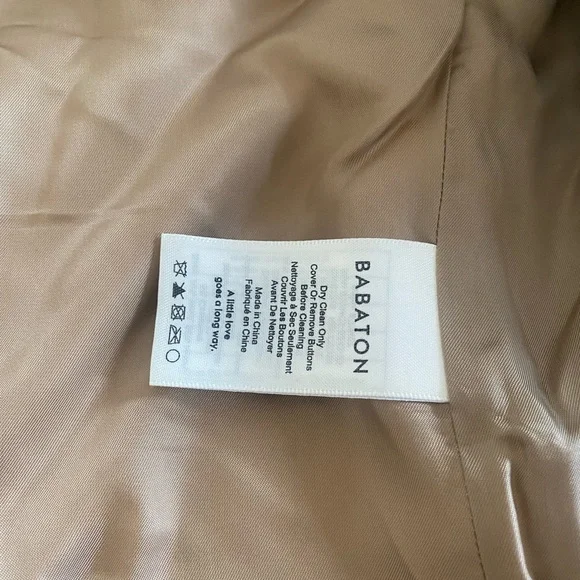 BABATON
Dry Clean Only
Cover Or Remove Buttons
Before Cleaning
Nettoyage à Sec Seulement
Couvrir Les Boutons
Avant De Nettoyer
Made in China
Fabriqué en Chine
A little love
goes a long way.